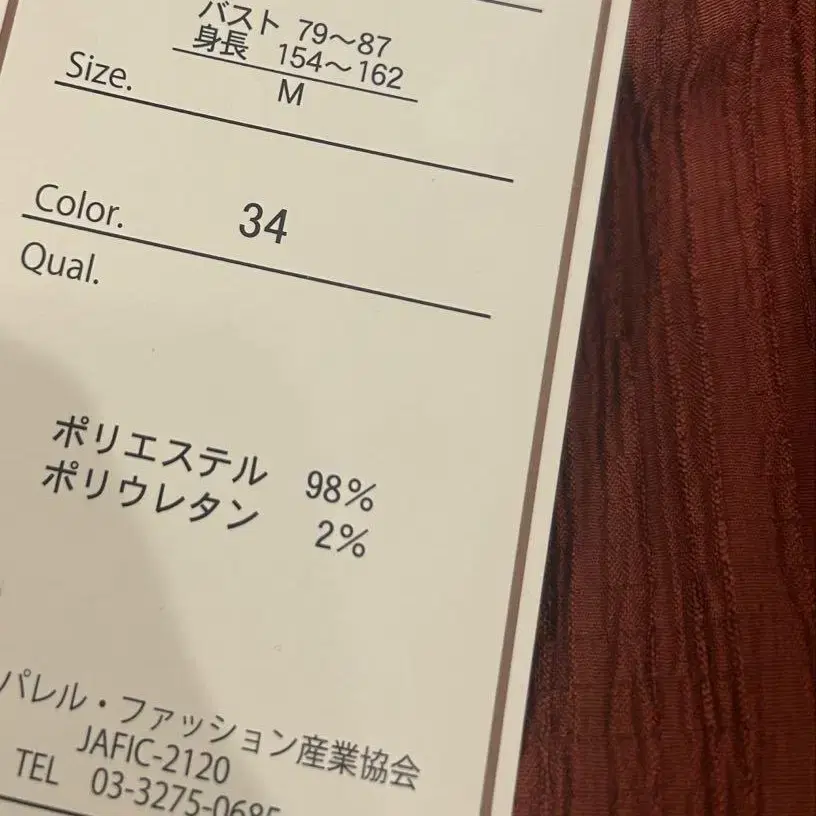 バスト 79〜87
身長 154〜162
Size. M
Color. 34
Qual.
ポリエステル 98%
ポリウレタン 2%
パレル・ファッション産業協会
JAFIC-2120
TEL 03-3275-0685